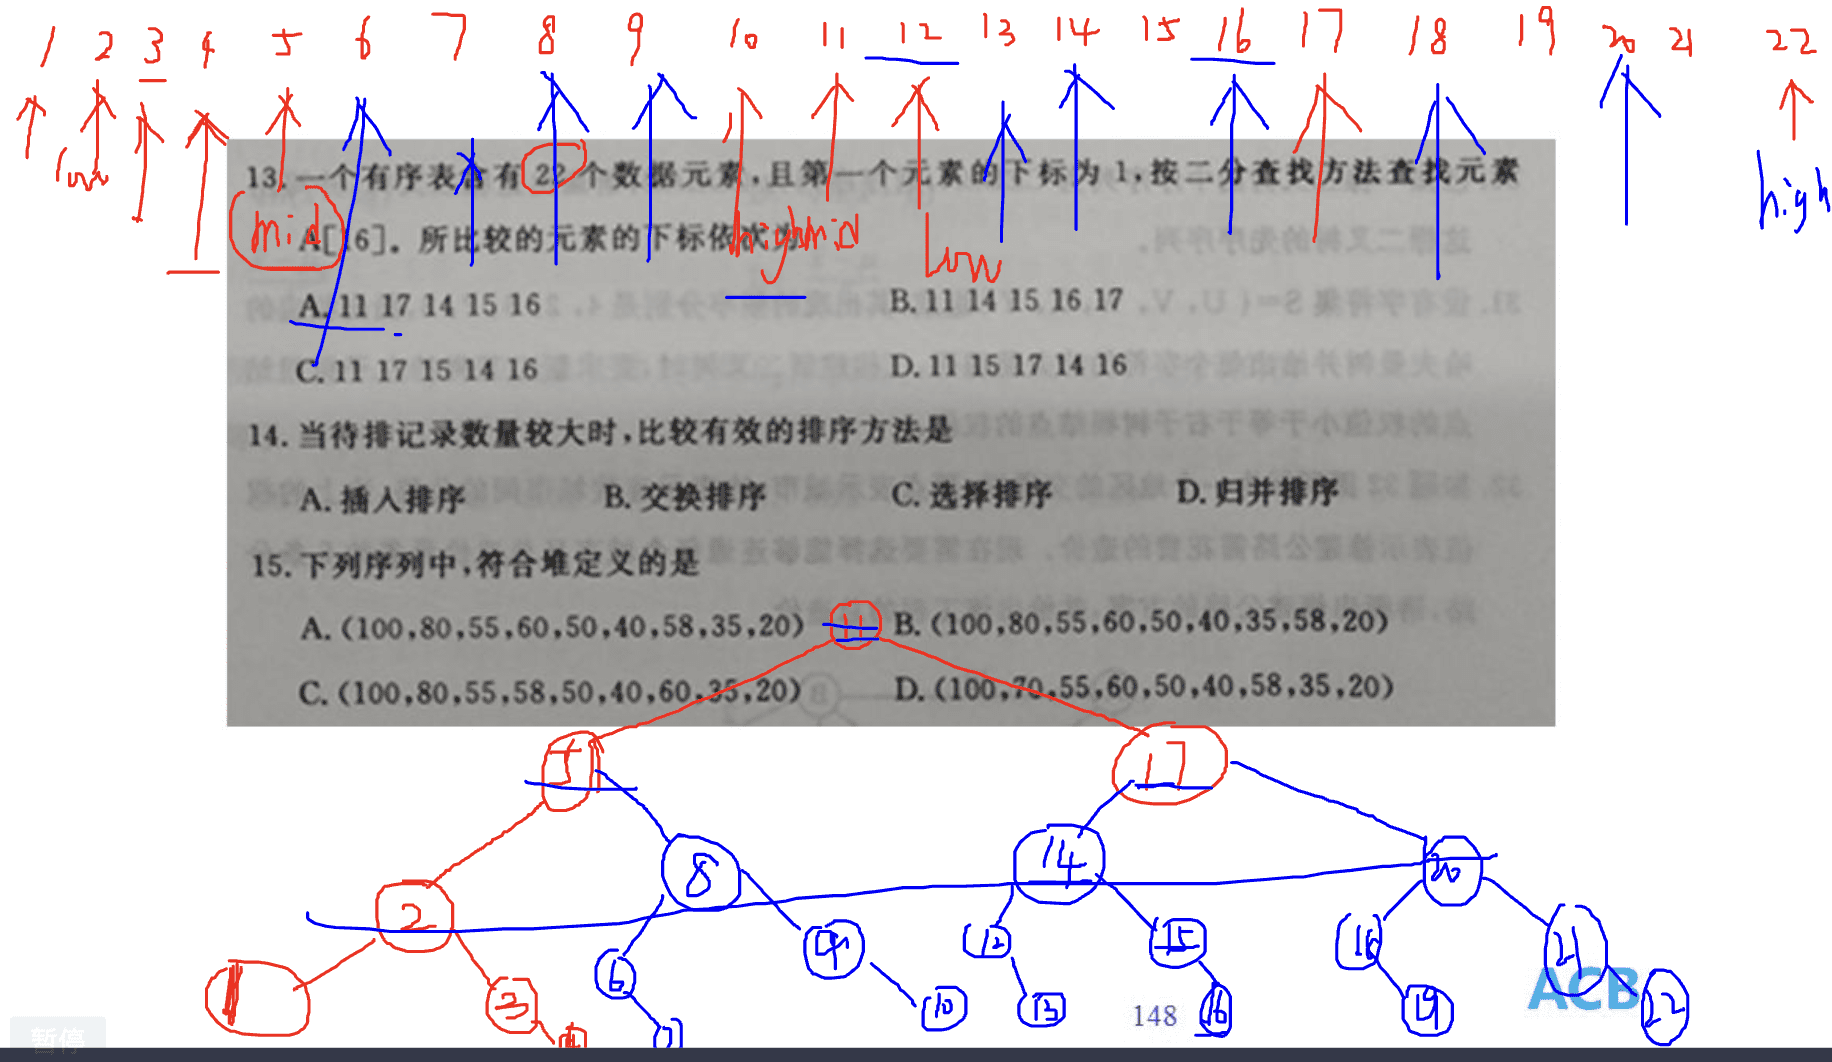 1 2 3 4 5 6 7 8 9 10 11 12 13 14 15 16 17 18 19 20 21 22
13. 一个有序表含有 22 个数据元素,且第一个元素的下标为 1,按二分查找方法查找元素
low
high
mid A[16]。所比较的元素的下标依次为 high mid low
A. 11 17 14 15 16
B. 11 14 15 16 17
C. 11 17 15 14 16
D. 11 15 17 14 16
14. 当待排记录数量较大时,比较有效的排序方法是
A. 插入排序 B. 交换排序 C. 选择排序 D. 归并排序
15. 下列序列中,符合堆定义的是
A. (100,80,55,60,50,40,58,35,20) 11 B. (100,80,55,60,50,40,35,58,20)
C. (100,80,55,58,50,40,60,35,20) D. (100,70,55,60,50,40,58,35,20)
17
2 8 14 20
1 3 6 9 12 15 18 21
4 7 10 13 16 19 22
148
ACB
暂停